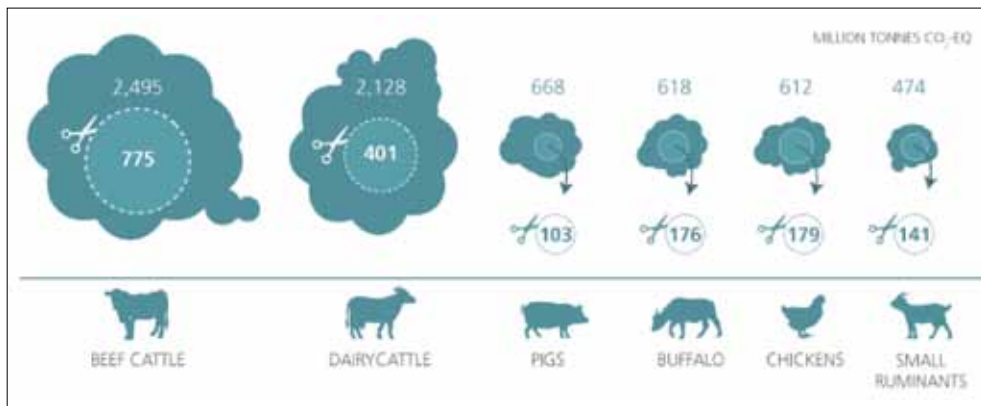 MILLION TONNES CO₂-EQ
2,495
2,128
668
618
612
474
775
401
103
176
179
141
BEEF CATTLE
DAIRYCATTLE
PIGS
BUFFALO
CHICKENS
SMALL
RUMINANTS